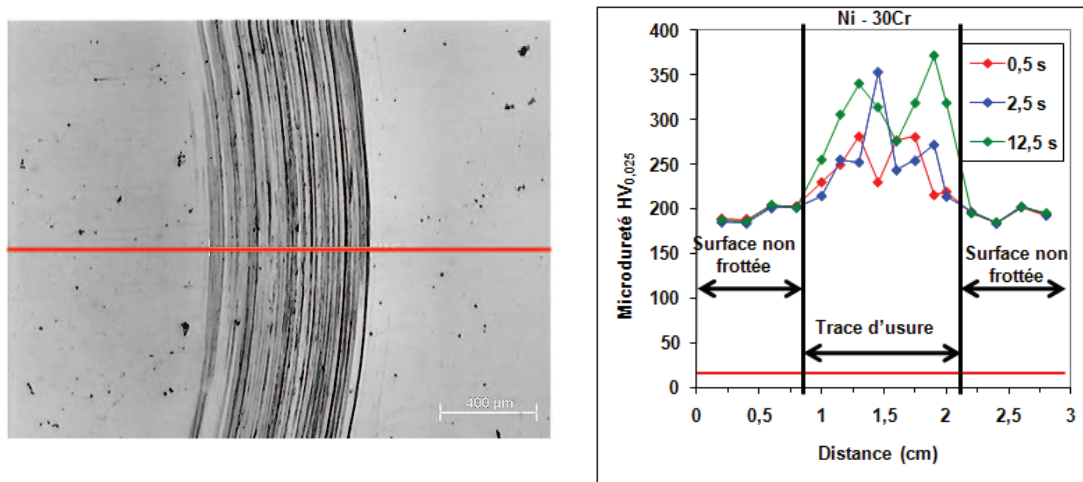 400 µm
Ni - 30Cr
Microdureté HV0,025
400
350
300
250
200
150
100
50
0
0,5 s
2,5 s
12,5 s
Surface non
frottée
Surface non
frottée
Trace d'usure
0 0,5 1 1,5 2 2,5 3
Distance (cm)